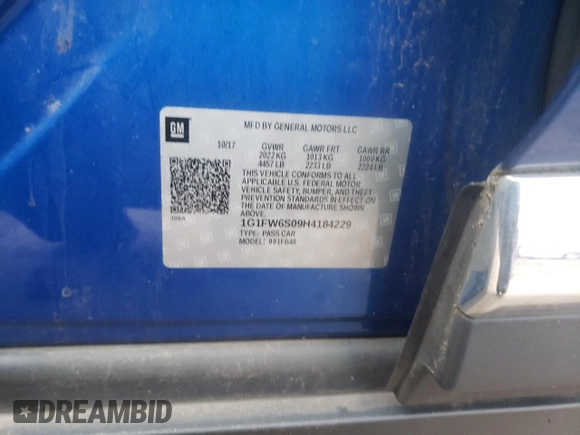 GM
MFD BY GENERAL MOTORS LLC
10/17 GVWR GAWR FRT GAWR RR
2022 KG 1013 KG 1009 KG
4457 LB 2233 LB 2224 LB
THIS VEHICLE CONFORMS TO ALL
APPLICABLE U.S. FEDERAL MOTOR
VEHICLE SAFETY, BUMPER, AND THEFT
PREVENTION STANDARDS IN EFFECT ON
THE DATE OF MANUFACTURE SHOWN
ABOVE.
1G1FW6S09H4184229
TYPE: PASS CAR
MODEL: 991FB48
DREAMBID